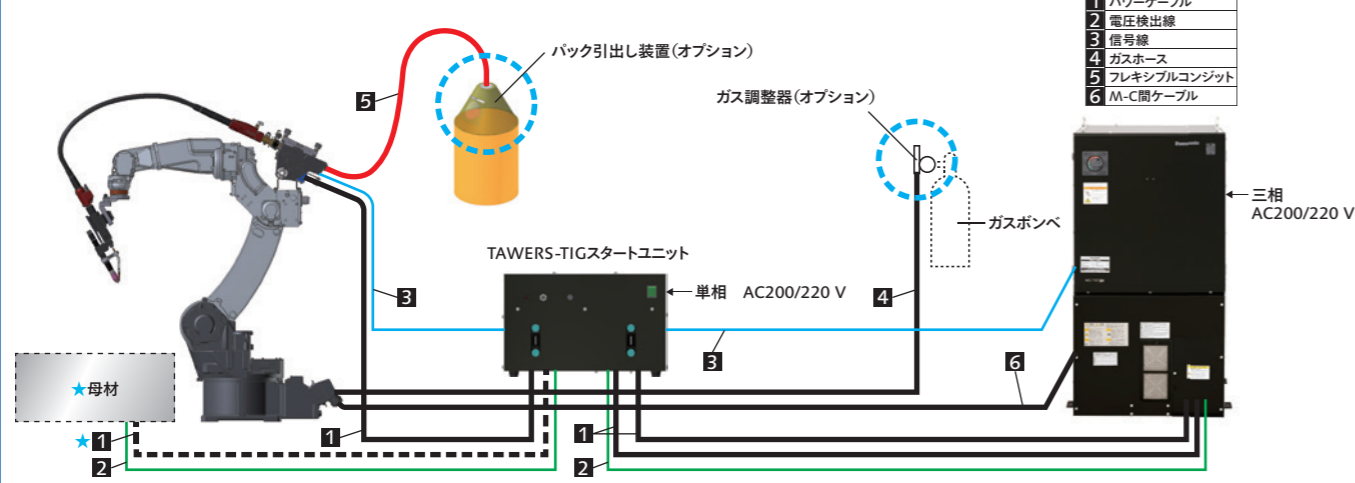 1 パワーケーブル
2 電圧検出線
3 信号線
4 ガスホース
5 フレキシブルコンジット
6 M-C間ケーブル
パック引出し装置(オプション)
5
ガス調整器(オプション)
Panasonic
三相
AC200/220 V
ガスボンベ
TAWERS-TIGスタートユニット
単相 AC200/220 V
3
4
3
6
★母材
★1
1
1
2
2